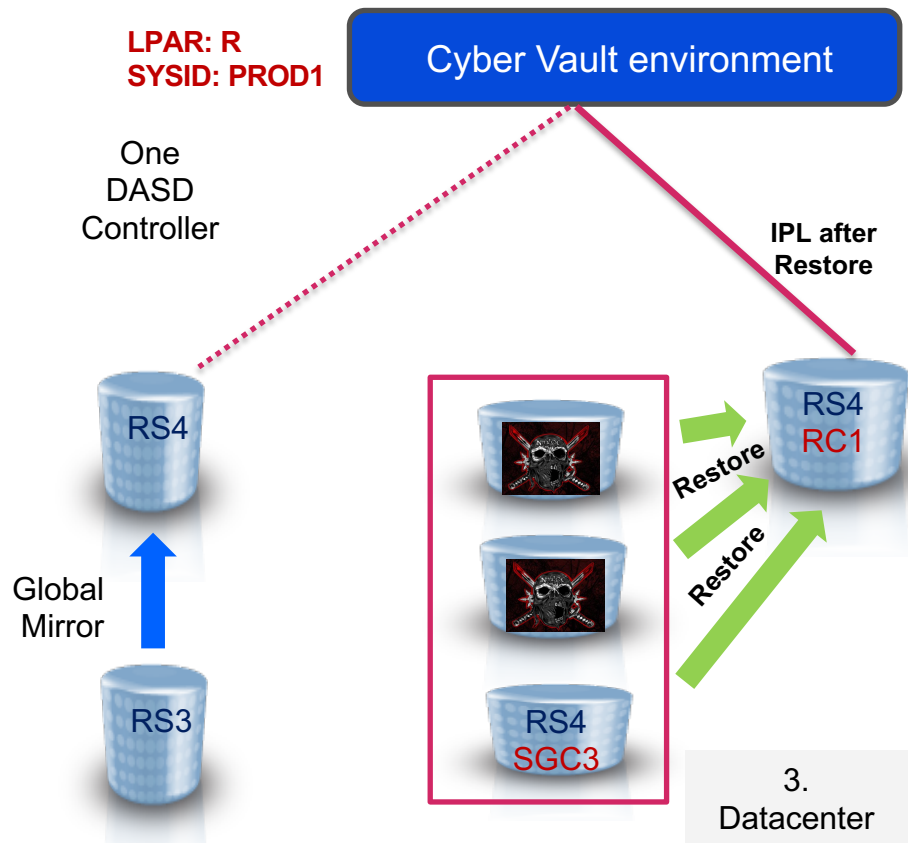 LPAR: R
SYSID: PROD1
Cyber Vault environment
One
DASD
Controller
IPL after
Restore
RS4
RS4
RC1
Restore
Restore
Global
Mirror
RS3
RS4
SGC3
3.
Datacenter